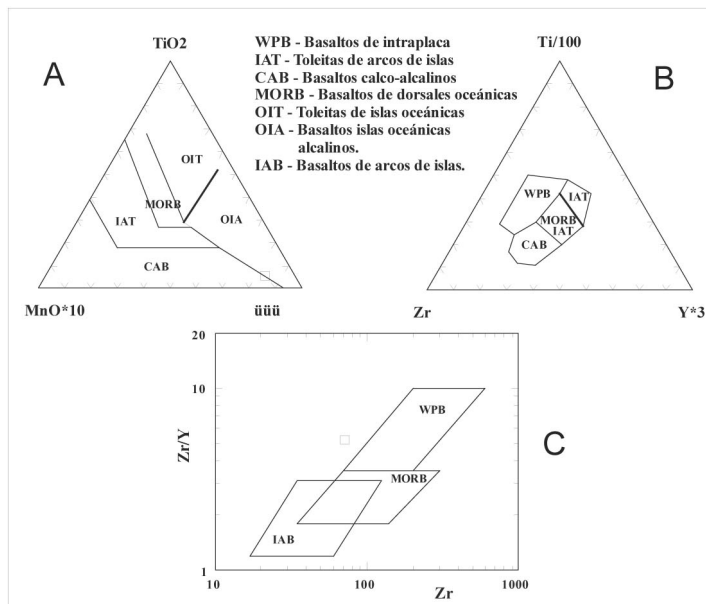 A
TiO2
WPB - Basaltos de intraplaca
IAT - Toleitas de arcos de islas
CAB - Basaltos calco-alcalinos
MORB - Basaltos de dorsales oceánicas
OIT - Toleitas de islas oceánicas
OIA - Basaltos islas oceánicas
alcalinos.
IAB - Basaltos de arcos de islas.
Ti/100
B
OIT
MORB
IAT
OIA
CAB
MnO*10
üüü
WPB
IAT
MORB
IAT
CAB
Zr
Y*3
20
10
1
Zr/Y
WPB
MORB
IAB
C
10
100
1000
Zr